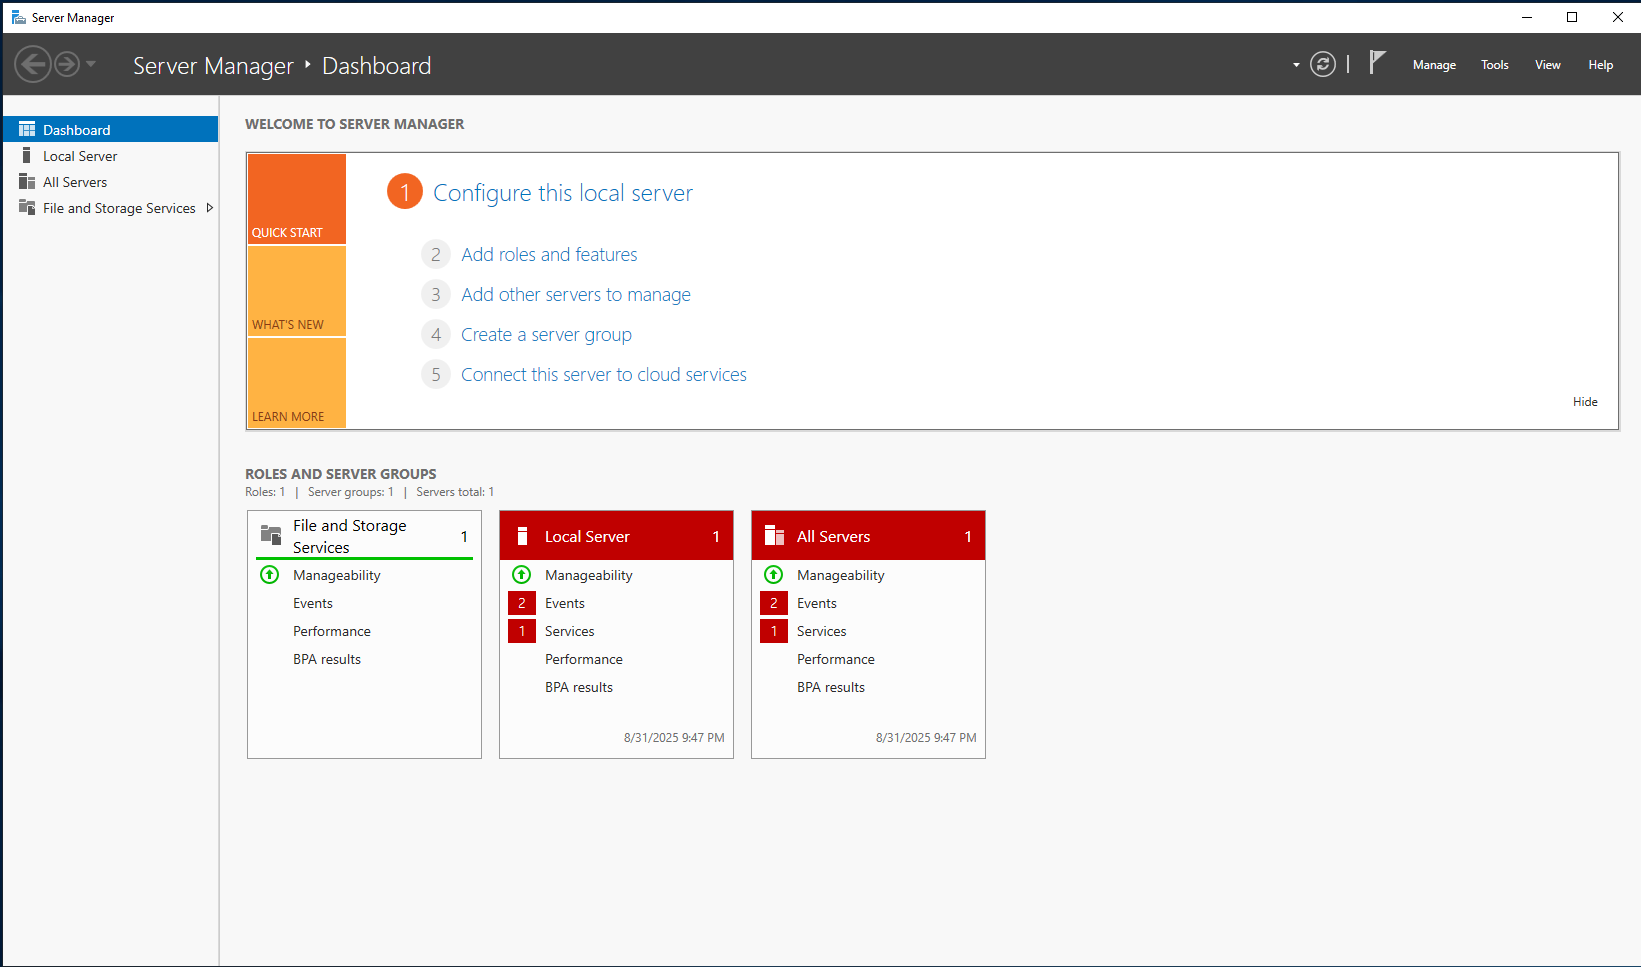 Server Manager
Server Manager ‣ Dashboard
Manage
Tools
View
Help
Dashboard
Local Server
All Servers
File and Storage Services
WELCOME TO SERVER MANAGER
QUICK START
WHAT'S NEW
LEARN MORE
1 Configure this local server
2 Add roles and features
3 Add other servers to manage
4 Create a server group
5 Connect this server to cloud services
Hide
ROLES AND SERVER GROUPS
Roles: 1 | Server groups: 1 | Servers total: 1
File and Storage
Services
1
Manageability
Events
Performance
BPA results
Local Server 1
Manageability
2 Events
1 Services
Performance
BPA results
8/31/2025 9:47 PM
All Servers 1
Manageability
2 Events
1 Services
Performance
BPA results
8/31/2025 9:47 PM